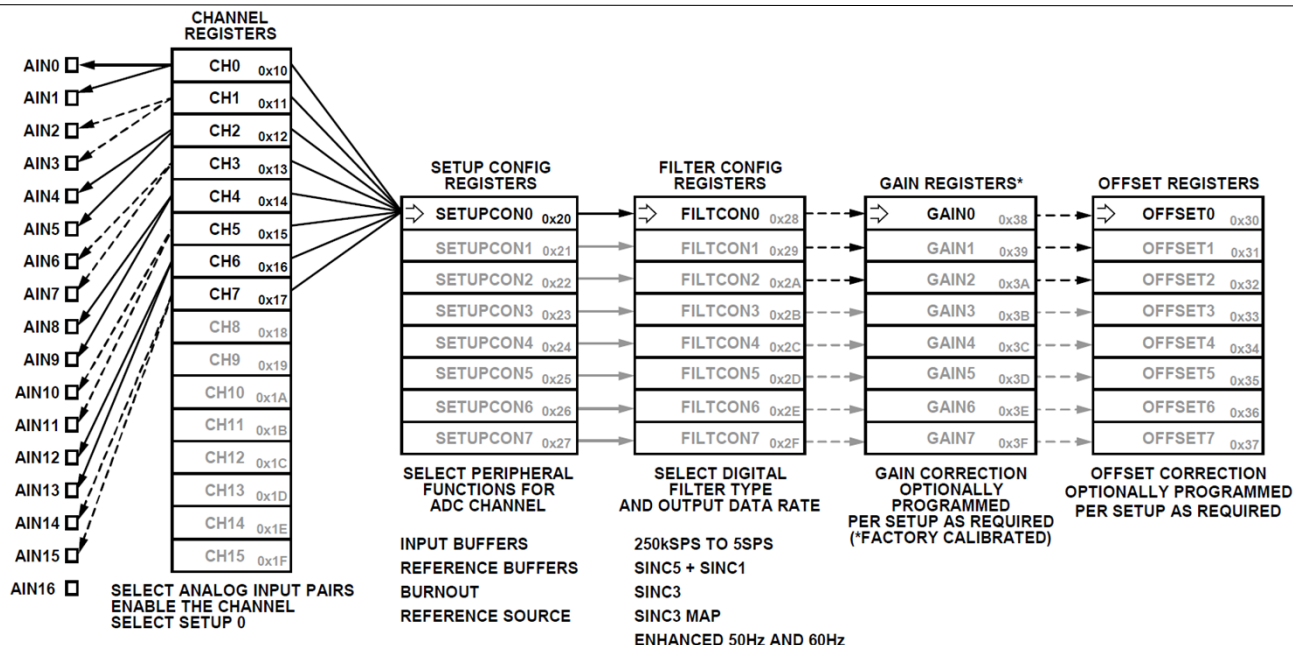 CHANNEL
REGISTERS
AIN0
AIN1
AIN2
AIN3
AIN4
AIN5
AIN6
AIN7
AIN8
AIN9
AIN10
AIN11
AIN12
AIN13
AIN14
AIN15
AIN16
CH0 0x10
CH1 0x11
CH2 0x12
CH3 0x13
CH4 0x14
CH5 0x15
CH6 0x16
CH7 0x17
CH8 0x18
CH9 0x19
CH10 0x1A
CH11 0x1B
CH12 0x1C
CH13 0x1D
CH14 0x1E
CH15 0x1F
SELECT ANALOG INPUT PAIRS
ENABLE THE CHANNEL
SELECT SETUP 0
SETUP CONFIG
REGISTERS
SETUPCON0 0x20
SETUPCON1 0x21
SETUPCON2 0x22
SETUPCON3 0x23
SETUPCON4 0x24
SETUPCON5 0x25
SETUPCON6 0x26
SETUPCON7 0x27
SELECT PERIPHERAL
FUNCTIONS FOR
ADC CHANNEL
INPUT BUFFERS
REFERENCE BUFFERS
BURNOUT
REFERENCE SOURCE
FILTER CONFIG
REGISTERS
FILTCON0 0x28
FILTCON1 0x29
FILTCON2 0x2A
FILTCON3 0x2B
FILTCON4 0x2C
FILTCON5 0x2D
FILTCON6 0x2E
FILTCON7 0x2F
SELECT DIGITAL
FILTER TYPE
AND OUTPUT DATA RATE
250kSPS TO 5SPS
SINC5 + SINC1
SINC3
SINC3 MAP
ENHANCED 50Hz AND 60Hz
GAIN REGISTERS*
GAIN0 0x38
GAIN1 0x39
GAIN2 0x3A
GAIN3 0x3B
GAIN4 0x3C
GAIN5 0x3D
GAIN6 0x3E
GAIN7 0x3F
GAIN CORRECTION
OPTIONALLY
PROGRAMMED
PER SETUP AS REQUIRED
(*FACTORY CALIBRATED)
OFFSET REGISTERS
OFFSET0 0x30
OFFSET1 0x31
OFFSET2 0x32
OFFSET3 0x33
OFFSET4 0x34
OFFSET5 0x35
OFFSET6 0x36
OFFSET7 0x37
OFFSET CORRECTION
OPTIONALLY PROGRAMMED
PER SETUP AS REQUIRED